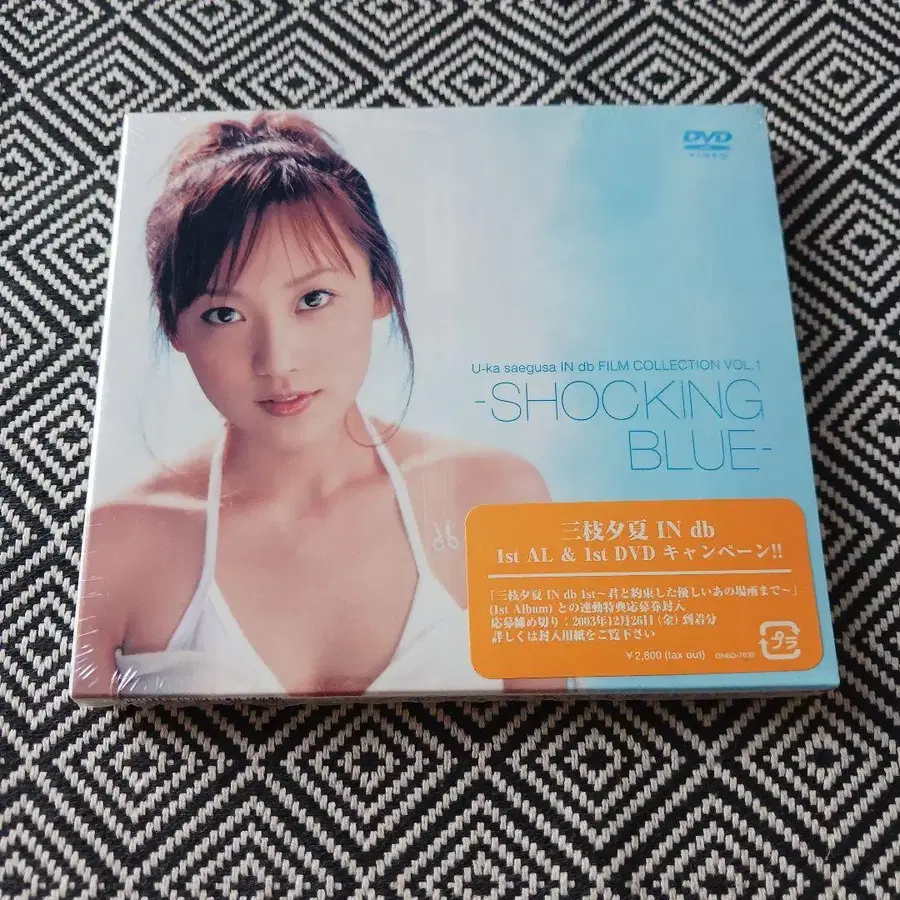 DVD
VIDEO
U-ka saegusa IN db FILM COLLECTION VOL.1
-SHOCKING
BLUE-
db
三枝夕夏 IN db
1st AL & 1st DVD キャンペーン!!
「三枝夕夏 IN db 1st～君と約束した優しいあの場所まで～」
(1st Album) との連動特典応募券封入
応募締め切り：2003年12月26日 (金) 到着分
詳しくは封入用紙をご覧下さい
¥2,800 (tax out)
プラ